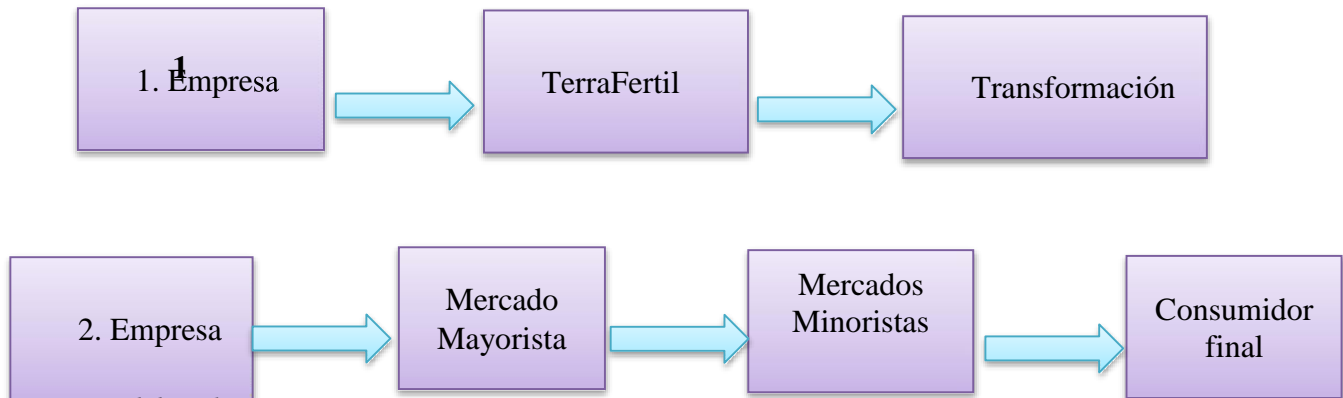 1
1. Empresa
TerraFertil
Transformación
2. Empresa
Mercado
Mayorista
Mercados
Minoristas
Consumidor
final